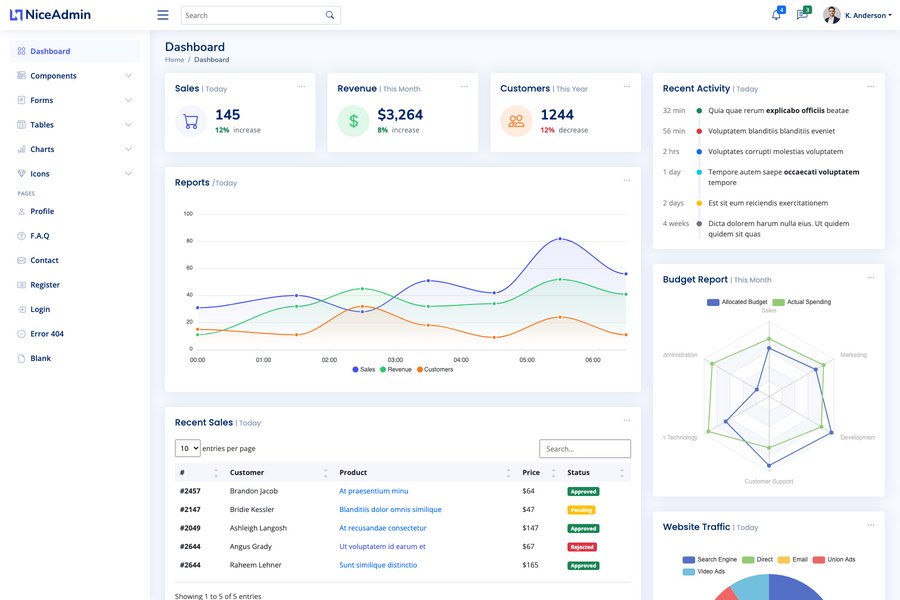 NiceAdmin
Search
4
3
K. Anderson
Dashboard
Components
Forms
Tables
Charts
Icons
PAGES
Profile
F.A.Q
Contact
Register
Login
Error 404
Blank
Dashboard
Home / Dashboard
Sales | Today
145
12% increase
Revenue | This Month
$
$3,264
8% increase
Customers | This Year
1244
12% decrease
Reports /Today
100
80
60
40
20
0
00:00 01:00 02:00 03:00 04:00 05:00 06:00
Sales Revenue Customers
Recent Sales | Today
10 entries per page
Search...
# Customer Product Price Status
#2457 Brandon Jacob At praesentium minu $64 Approved
#2147 Bridie Kessler Blanditiis dolor omnis similique $47 Pending
#2049 Ashleigh Langosh At recusandae consectetur $147 Approved
#2644 Angus Grady Ut voluptatem id earum et $67 Rejected
#2644 Raheem Lehner Sunt similique distinctio $165 Approved
Showing 1 to 5 of 5 entries
Recent Activity | Today
32 min Quia quae rerum explicabo officiis beatae
56 min Voluptatem blanditiis blanditiis eveniet
2 hrs Voluptates corrupti molestias voluptatem
1 day Tempore autem saepe occaecati voluptatem
tempore
2 days Est sit eum reiciendis exercitationem
4 weeks Dicta dolorem harum nulla eius. Ut quidem
quidem sit quas
Budget Report | This Month
Allocated Budget Actual Spending
Sales
dministration
Marketing
n Technology
Development
Customer Support
Website Traffic | Today
Search Engine Direct Email Union Ads
Video Ads